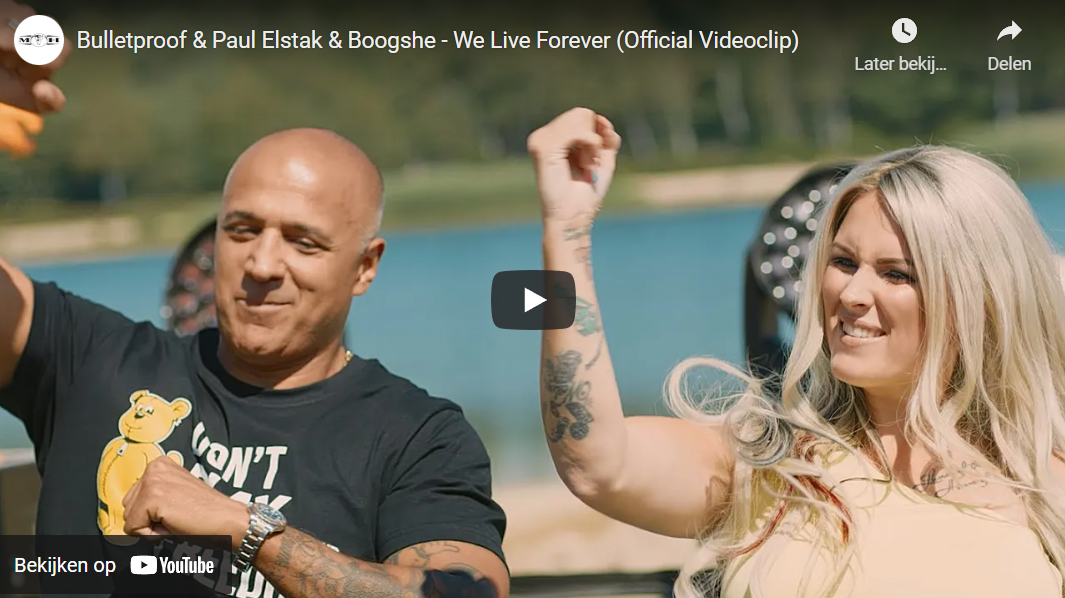 Bulletproof & Paul Elstak & Boogshe - We Live Forever (Official Videoclip)
Later bekij...
Delen
Bekijken op YouTube